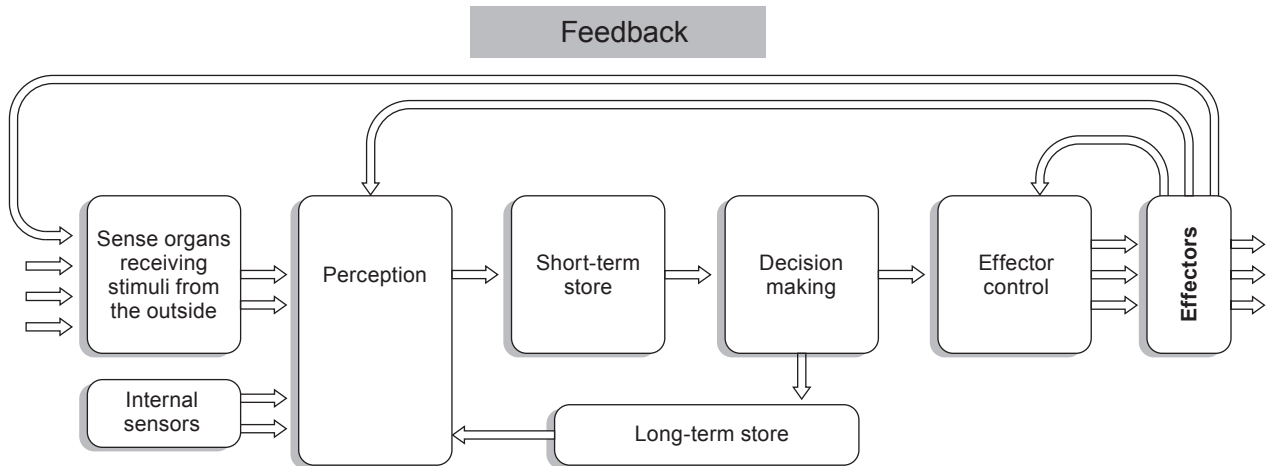 Feedback
Sense organs
receiving
stimuli from
the outside
Perception
Short-term
store
Decision
making
Effector
control
Effectors
Internal
sensors
Long-term store